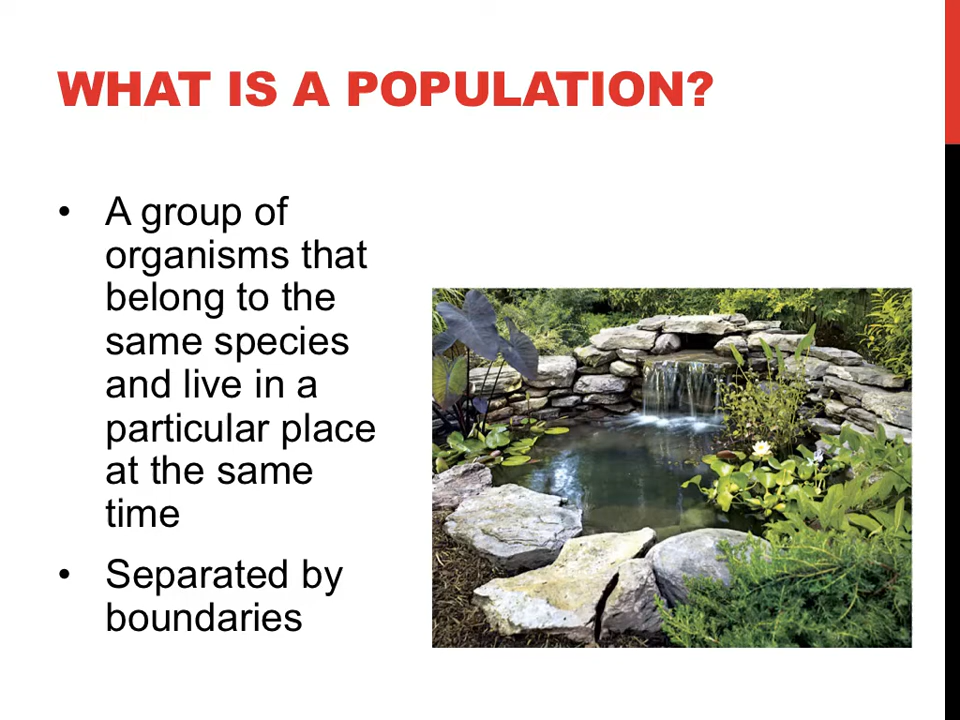 WHAT IS A POPULATION?
• A group of
organisms that
belong to the
same species
and live in a
particular place
at the same
time
• Separated by
boundaries